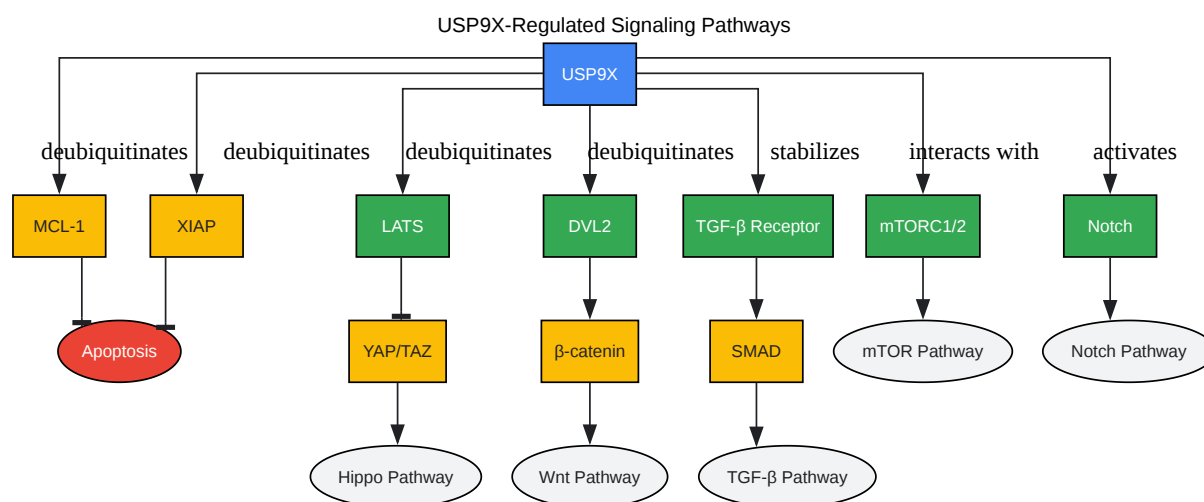 USP9X-Regulated Signaling Pathways
USP9X
deubiquitinates
deubiquitinates
deubiquitinates
deubiquitinates
stabilizes
interacts with
activates
MCL-1
XIAP
LATS
DVL2
TGF-β Receptor
mTORC1/2
Notch
Apoptosis
YAP/TAZ
β-catenin
SMAD
mTOR Pathway
Notch Pathway
Hippo Pathway
Wnt Pathway
TGF-β Pathway